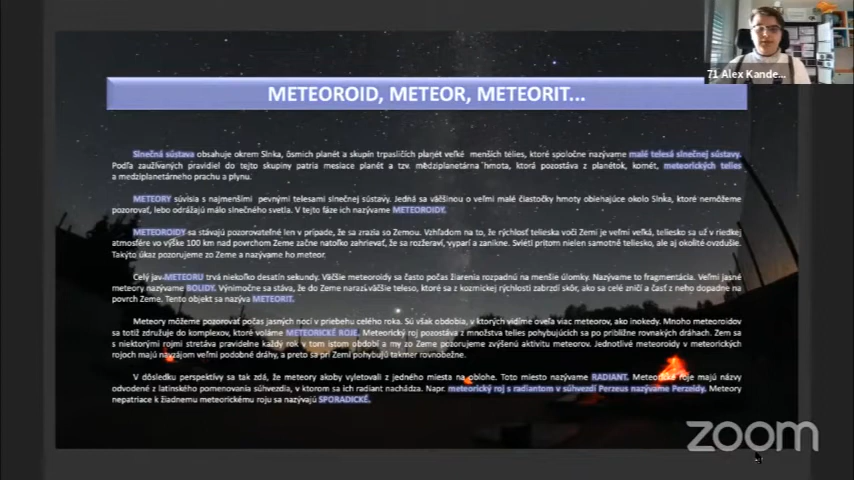 METEOROID, METEOR, METEORIT...
71 Alex Kande...
Slnečná sústava obsahuje okrem Slnka, ôsmich planét a skupín trpasličích planét veľké menších telies, ktoré spoločne nazývame malé telesá slnečnej sústavy.
Podľa zaužívaných pravidiel do tejto skupiny patria mesiace planét a tzv. medziplanetárna hmota, ktorá pozostáva z planétok, komét, meteorických telies
a medziplanetárneho prachu a plynu.
METEORY súvisia s najmenšími pevnými telesami slnečnej sústavy. Jedná sa väčšinou o veľmi malé čiastočky hmoty obiehajúce okolo Slnka, ktoré nemôžeme
pozorovať, lebo odrážajú málo slnečného svetla. V tejto fáze ich nazývame METEOROIDY.
METEOROIDY sa stávajú pozorovateľné len v prípade, že sa zrazia so Zemou. Vzhľadom na to, že rýchlosť telieska voči Zemi je veľmi veľká, teliesko sa už v riedkej
atmosfére vo výške 100 km nad povrchom Zeme začne natoľko zahrievať, že sa rozžeraví, vyparí a zanikne. Svieti pritom nielen samotné teliesko, ale aj okolité ovzdušie.
Takýto úkaz pozorujeme zo Zeme a nazývame ho meteor.
Celý jav METEORU trvá niekoľko desatín sekundy. Väčšie meteoroidy sa často počas žiarenia rozpadnú na menšie úlomky. Nazývame to fragmentácia. Veľmi jasné
meteory nazývame BOLIDY. Výnimočne sa stáva, že do Zeme narazí väčšie teleso, ktoré sa z kozmickej rýchlosti zabrzdí skôr, ako sa celé zničí a časť z neho dopadne na
povrch Zeme. Tento objekt sa nazýva METEORIT.
Meteory môžeme pozorovať počas jasných nocí v priebehu celého roka. Sú však obdobia, v ktorých vidíme oveľa viac meteorov, ako inokedy. Mnoho meteoroidov
sa totiž združuje do komplexov, ktoré voláme METEORICKÉ ROJE. Meteorický roj pozostáva z množstva telies pohybujúcich sa po približne rovnakých dráhach. Zem sa
s niektorými rojmi stretáva pravidelne každý rok v tom istom období a my zo Zeme pozorujeme zvýšenú aktivitu meteorov. Jednotlivé meteoroidy v meteorických
rojoch majú navzájom veľmi podobné dráhy, a preto sa pri Zemi pohybujú takmer rovnobežne.
V dôsledku perspektívy sa tak zdá, že meteory akoby vyletovali z jedného miesta na oblohe. Toto miesto nazývame RADIANT. Meteorické roje majú názvy
odvodené z latinského pomenovania súhvezdia, v ktorom sa ich radiant nachádza. Napr. meteorický roj s radiantom v súhvezdí Perzeus nazývame Perzeidy. Meteory
nepatriace k žiadnemu meteorickému roju sa nazývajú SPORADICKÉ.
zoom